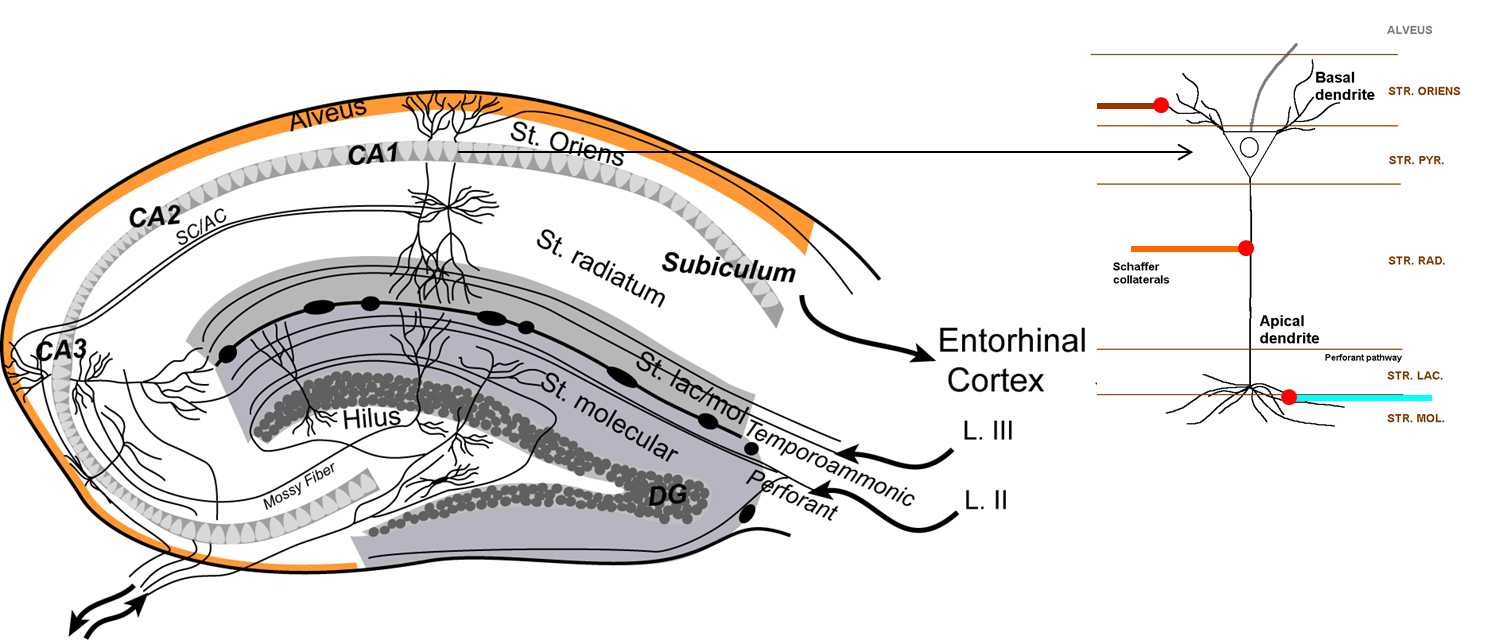 Alveus
CA1
St. Oriens
CA2
SC/AC
St. radiatum
Subiculum
CA3
St. lac/mol
St. molecular
Hilus
Mossy Fiber
DG
Temporoammonic
Perforant
Entorhinal
Cortex
L. III
L. II
ALVEUS
Basal
dendrite
STR. ORIENS
STR. PYR.
Schaffer
collaterals
STR. RAD.
Apical
dendrite
Perforant pathway
STR. LAC.
STR. MOL.